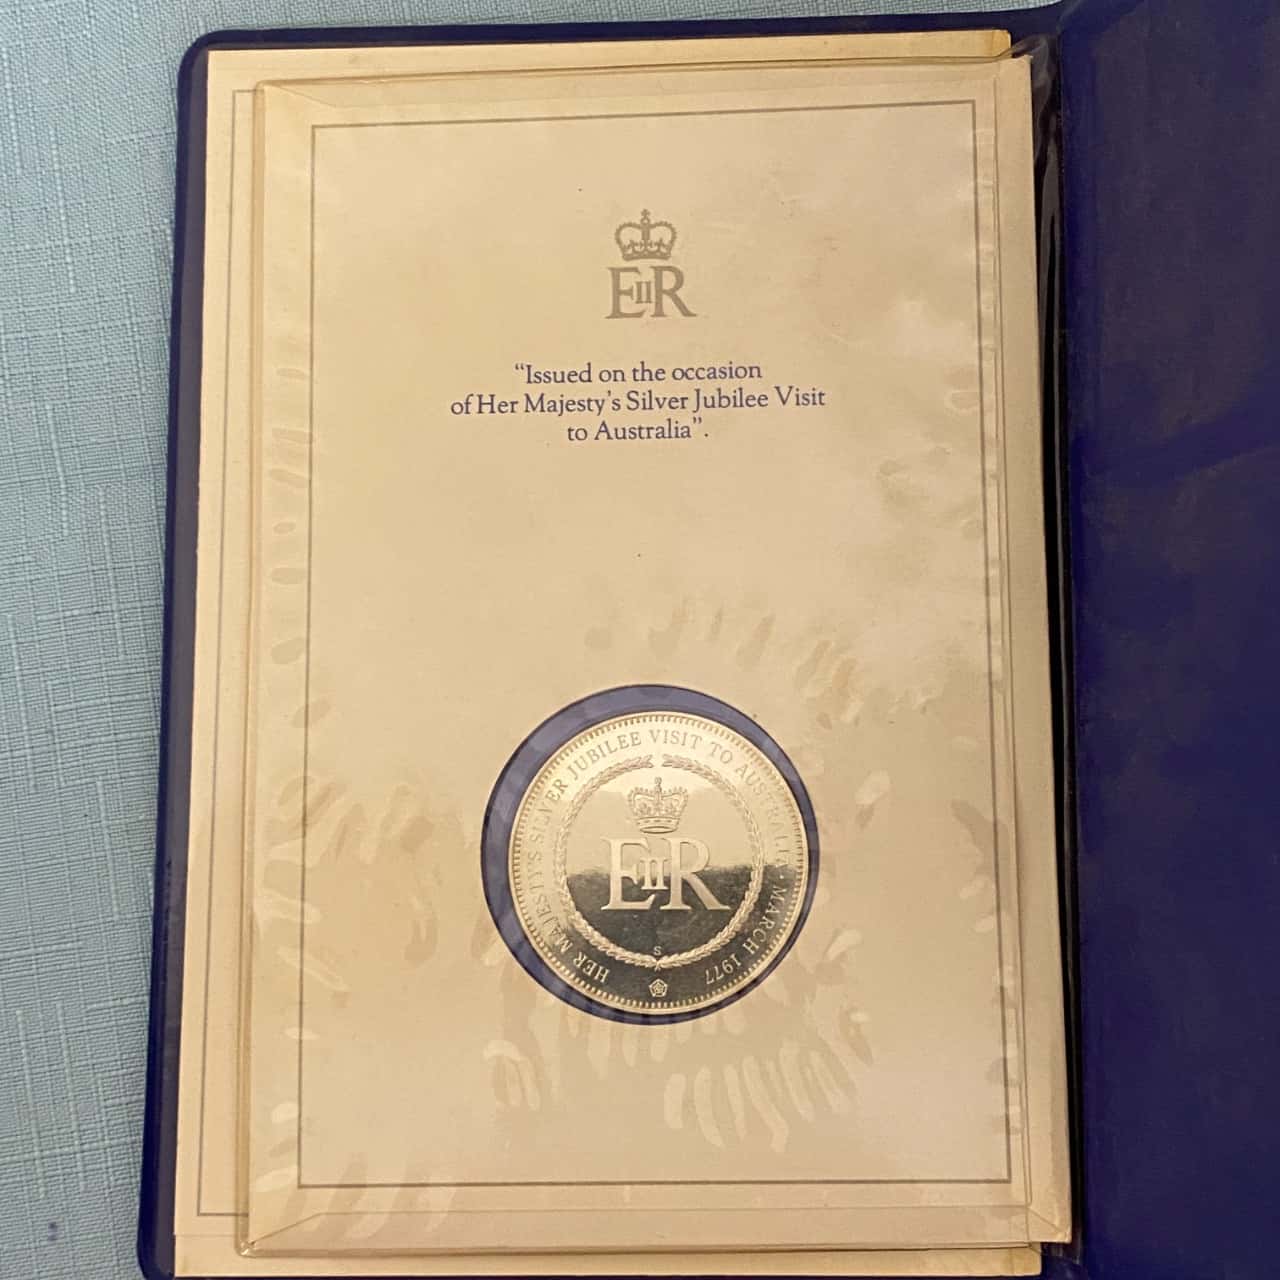 EIIR
“Issued on the occasion
of Her Majesty's Silver Jubilee Visit
to Australia”.
HER MAJESTY'S SILVER JUBILEE VISIT TO AUSTRALIA · MARCH 1977
EIIR
S